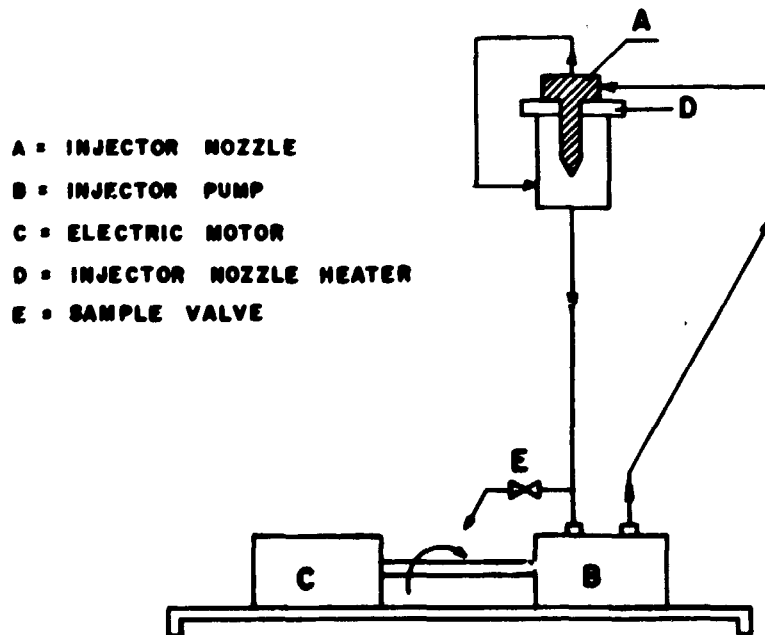 A
D
A = INJECTOR NOZZLE
B = INJECTOR PUMP
C = ELECTRIC MOTOR
D = INJECTOR NOZZLE HEATER
E = SAMPLE VALVE
E
C
B